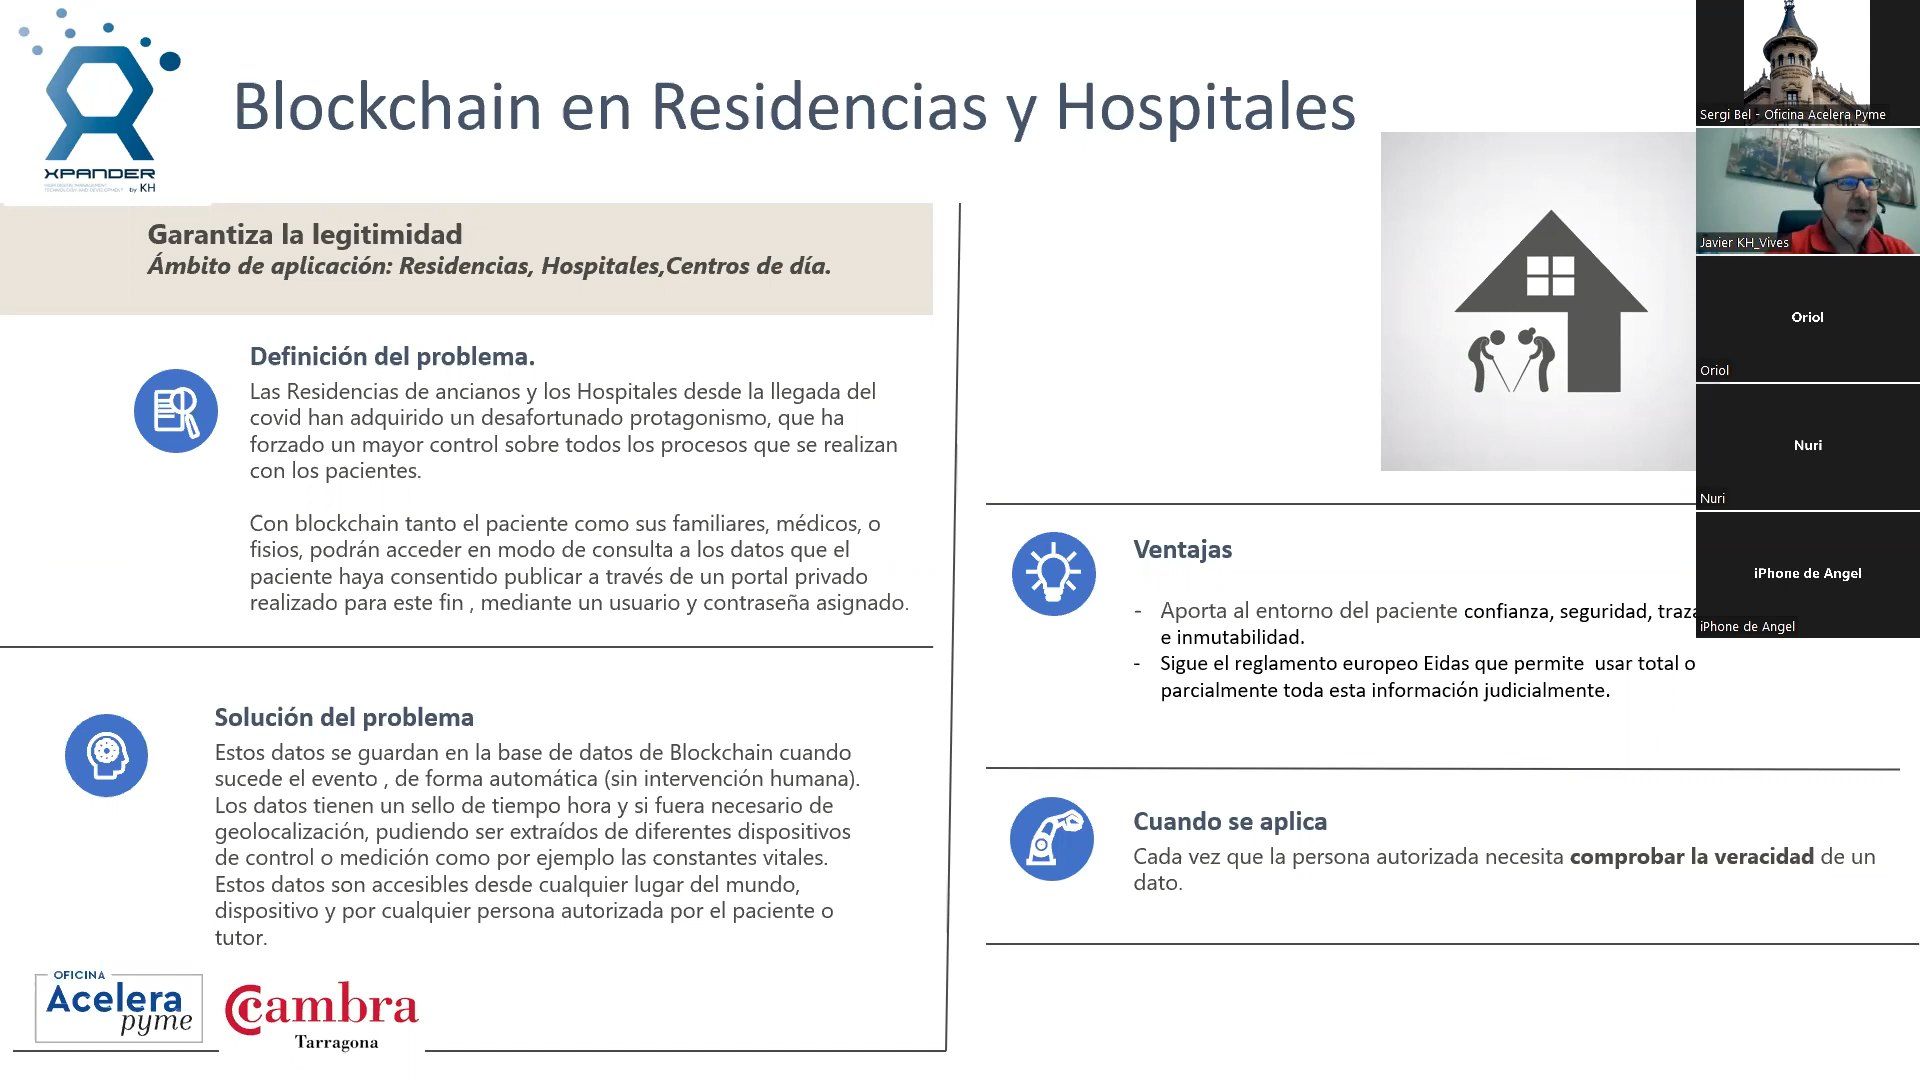 XPANDER
by KH
Blockchain en Residencias y Hospitales
Garantiza la legitimidad
Ámbito de aplicación: Residencias, Hospitales,Centros de día.
Definición del problema.
Las Residencias de ancianos y los Hospitales desde la llegada del
covid han adquirido un desafortunado protagonismo, que ha
forzado un mayor control sobre todos los procesos que se realizan
con los pacientes.
Con blockchain tanto el paciente como sus familiares, médicos, o
fisios, podrán acceder en modo de consulta a los datos que el
paciente haya consentido publicar a través de un portal privado
realizado para este fin , mediante un usuario y contraseña asignado.
Solución del problema
Estos datos se guardan en la base de datos de Blockchain cuando
sucede el evento , de forma automática (sin intervención humana).
Los datos tienen un sello de tiempo hora y si fuera necesario de
geolocalización, pudiendo ser extraídos de diferentes dispositivos
de control o medición como por ejemplo las constantes vitales.
Estos datos son accesibles desde cualquier lugar del mundo,
dispositivo y por cualquier persona autorizada por el paciente o
tutor.
OFICINA
Acelera
pyme
Cambra
Tarragona
Ventajas
- Aporta al entorno del paciente confianza, seguridad,
e inmutabilidad.
- Sigue el reglamento europeo Eidas que permite usar total o
parcialmente toda esta información judicialmente.
Cuando se aplica
Cada vez que la persona autorizada necesita comprobar la veracidad de un
dato.
Sergi Bel - Oficina Acelera Pyme
Javier KH_Vives
Oriol
Oriol
Nuri
Nuri
iPhone de Angel
iPhone de Angel